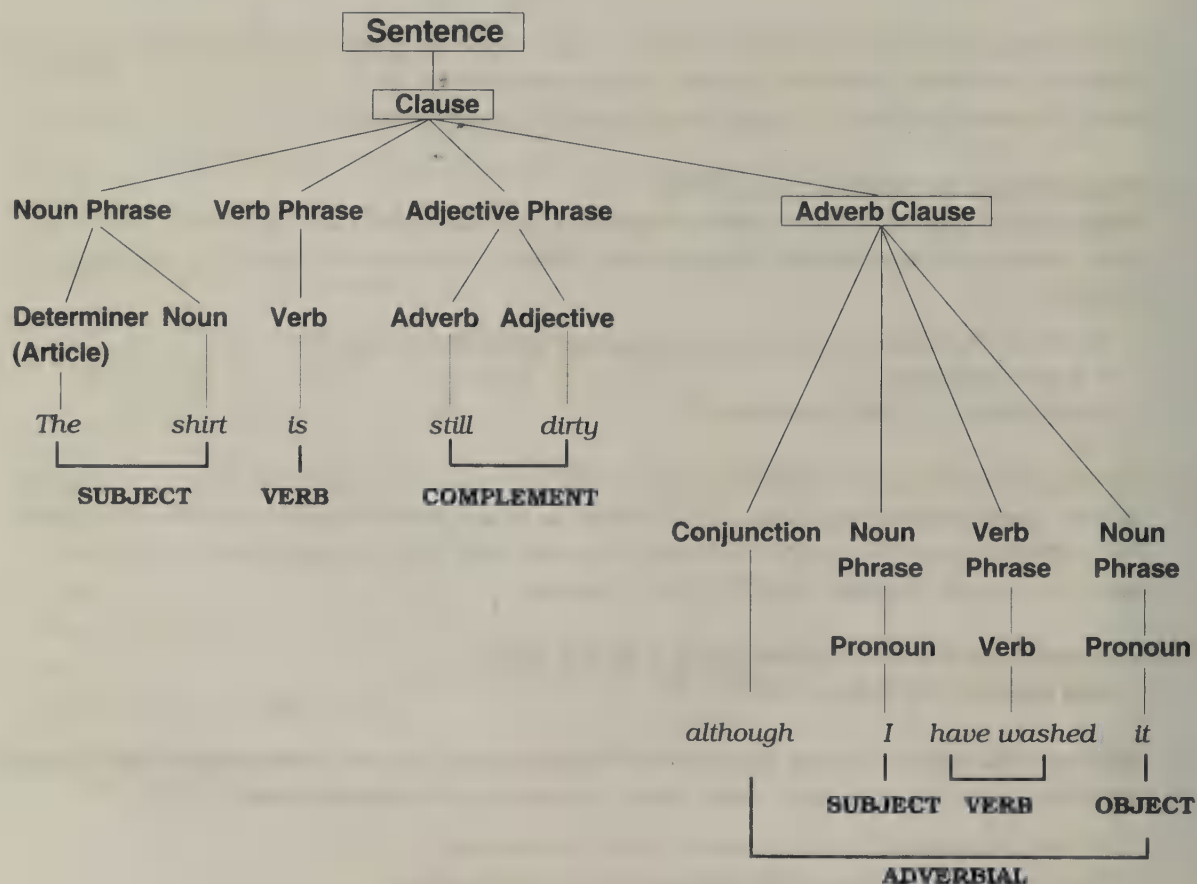 Sentence
Clause
Noun Phrase Verb Phrase Adjective Phrase Adverb Clause
Determiner Noun Verb Adverb Adjective
(Article)
The shirt is still dirty
SUBJECT VERB COMPLEMENT
Conjunction Noun Verb Noun
Phrase Phrase Phrase
Pronoun Verb Pronoun
although I have washed it
SUBJECT VERB OBJECT
ADVERBIAL